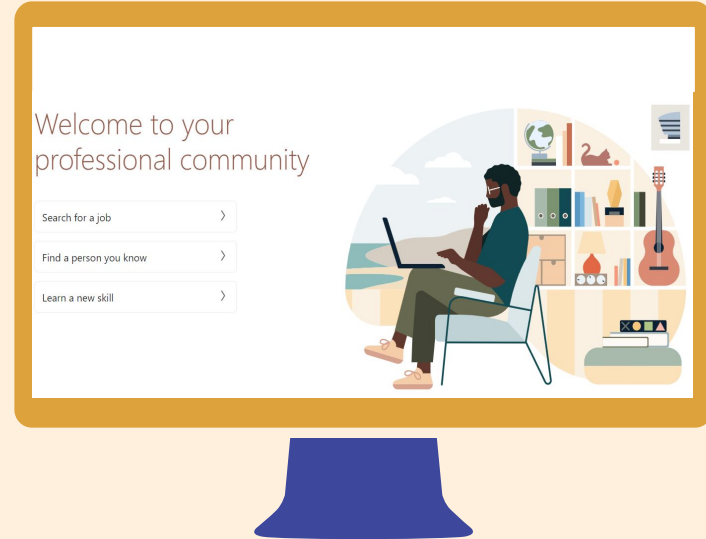 Welcome to your
professional community
Search for a job
Find a person you know
Learn a new skill